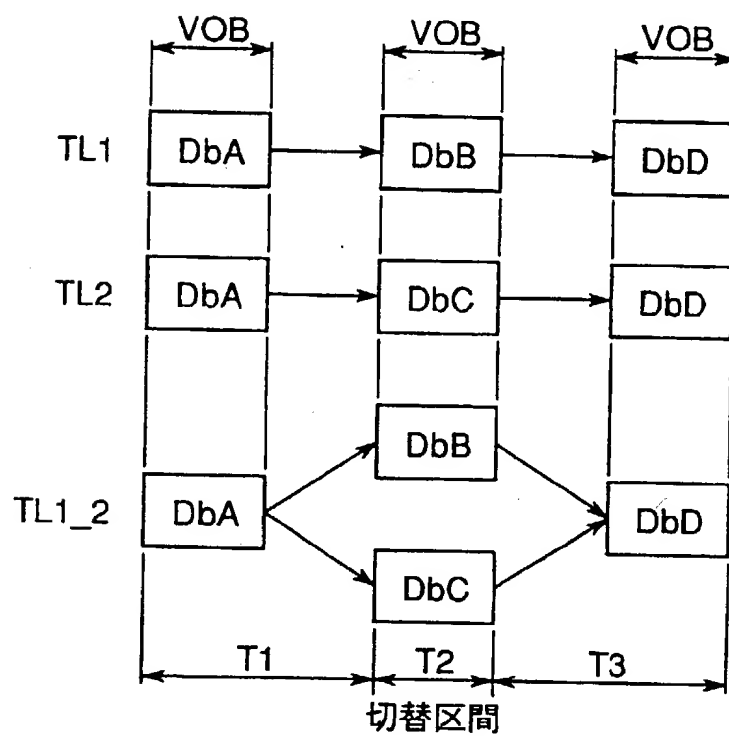 VOB VOB VOB
TL1 DbA DbB DbD
TL2 DbA DbC DbD
DbB
TL1_2 DbA DbD
DbC
T1 T2 T3
切替区間